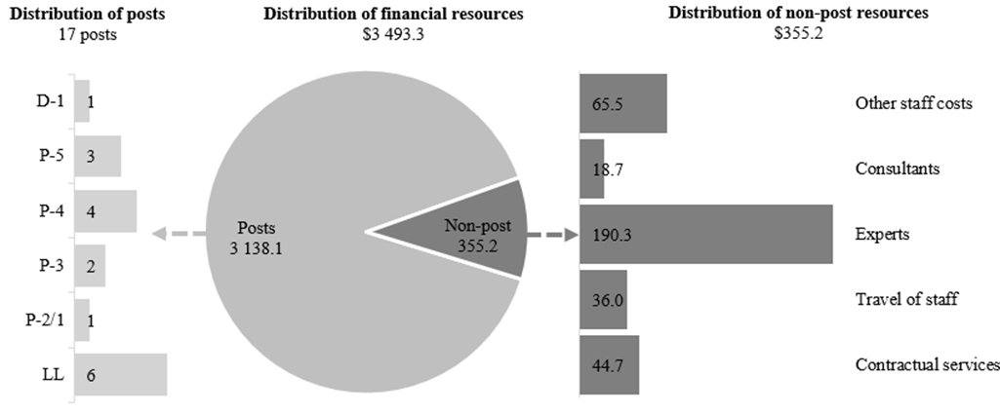 Distribution of posts
17 posts
D-1
1
P-5
3
P-4
4
P-3
2
P-2/1
1
LL
6
Distribution of financial resources
$3 493.3
Posts
3 138.1
Non-post
355.2
Distribution of non-post resources
$355.2
65.5
Other staff costs
18.7
Consultants
190.3
Experts
36.0
Travel of staff
44.7
Contractual services